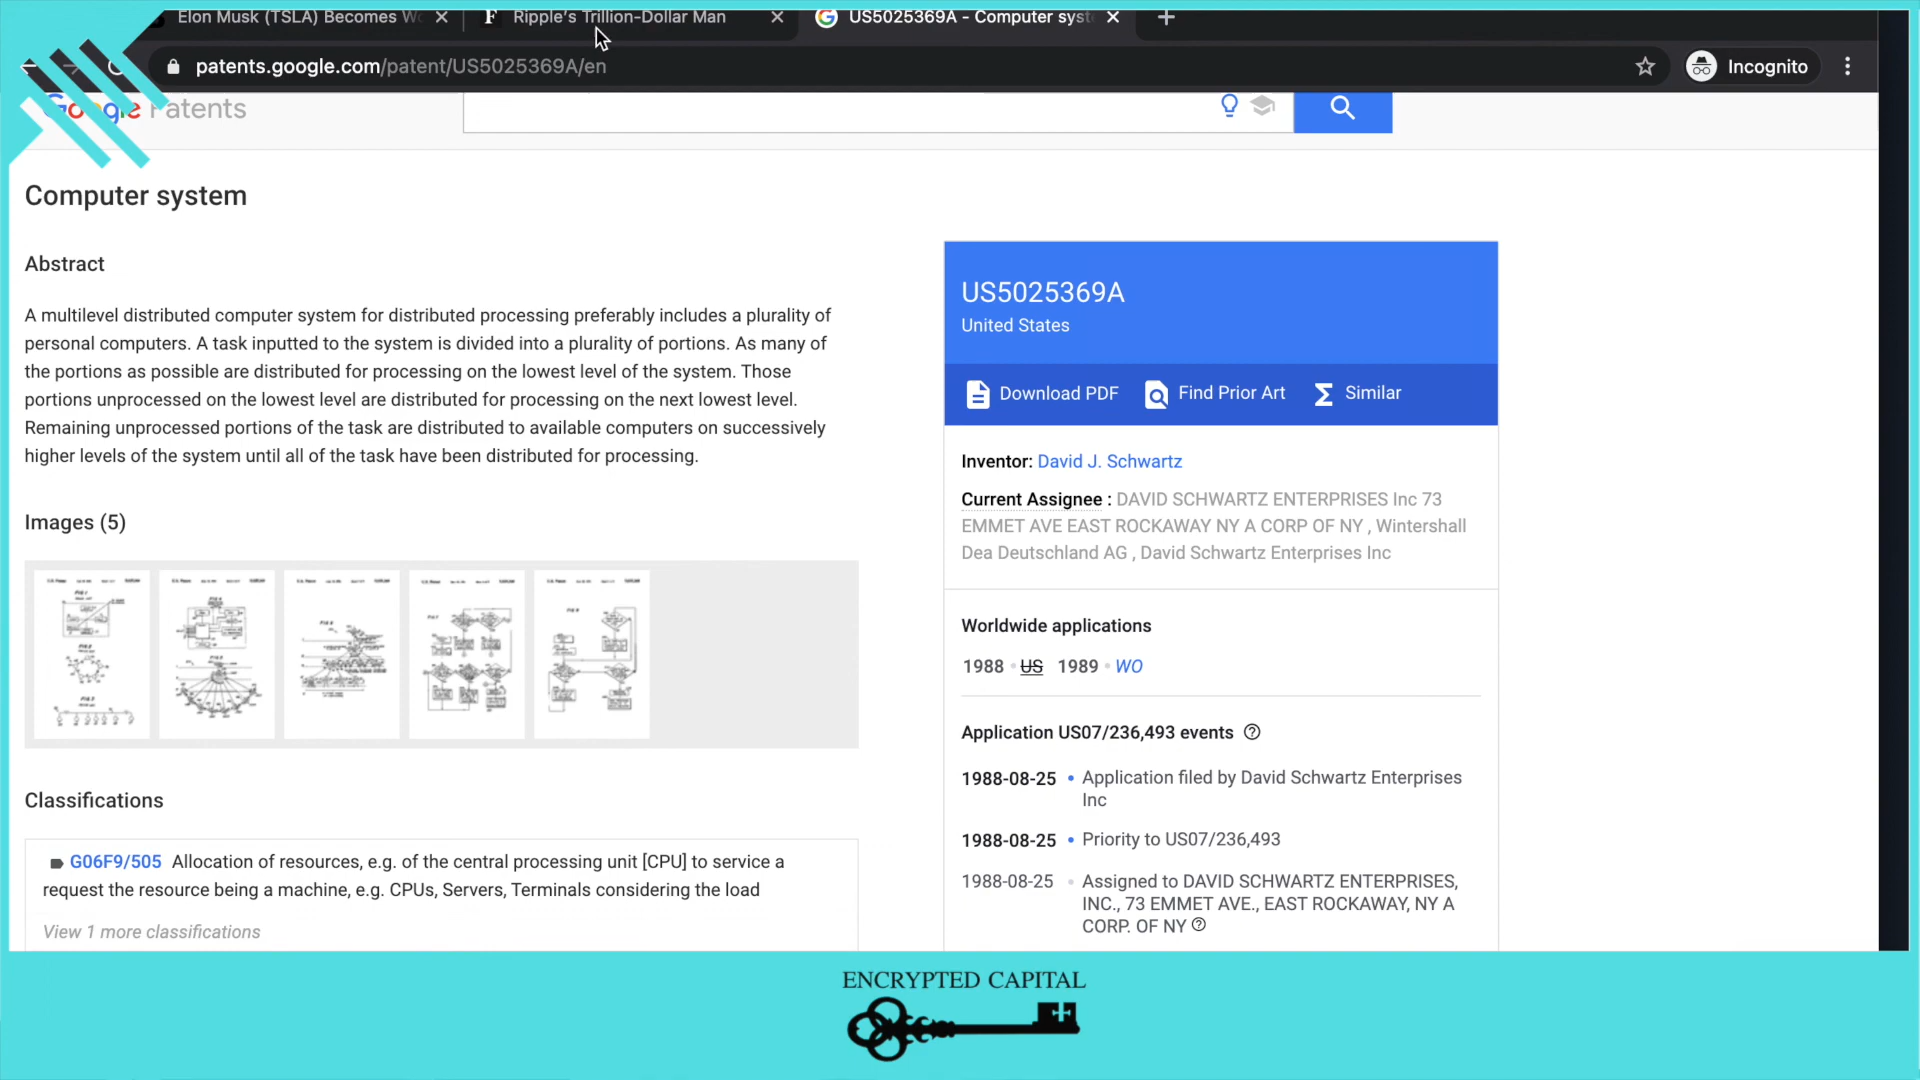 Elon Musk (TSLA) Becomes Wo
Ripple's Trillion-Dollar Man
US5025369A - Computer syst
patents.google.com/patent/US5025369A/en
Incognito
Google Patents
Computer system
Abstract
A multilevel distributed computer system for distributed processing preferably includes a plurality of
personal computers. A task inputted to the system is divided into a plurality of portions. As many of
the portions as possible are distributed for processing on the lowest level of the system. Those
portions unprocessed on the lowest level are distributed for processing on the next lowest level.
Remaining unprocessed portions of the task are distributed to available computers on successively
higher levels of the system until all of the task have been distributed for processing.
Images (5)
Classifications
G06F9/505 Allocation of resources, e.g. of the central processing unit [CPU] to service a
request the resource being a machine, e.g. CPUs, Servers, Terminals considering the load
View 1 more classifications
US5025369A
United States
Download PDF Find Prior Art Similar
Inventor: David J. Schwartz
Current Assignee : DAVID SCHWARTZ ENTERPRISES Inc 73
EMMET AVE EAST ROCKAWAY NY A CORP OF NY , Wintershall
Dea Deutschland AG , David Schwartz Enterprises Inc
Worldwide applications
1988 • US 1989 • WO
Application US07/236,493 events
1988-08-25 • Application filed by David Schwartz Enterprises
Inc
1988-08-25 • Priority to US07/236,493
1988-08-25 • Assigned to DAVID SCHWARTZ ENTERPRISES,
INC., 73 EMMET AVE., EAST ROCKAWAY, NY A
CORP. OF NY
ENCRYPTED CAPITAL